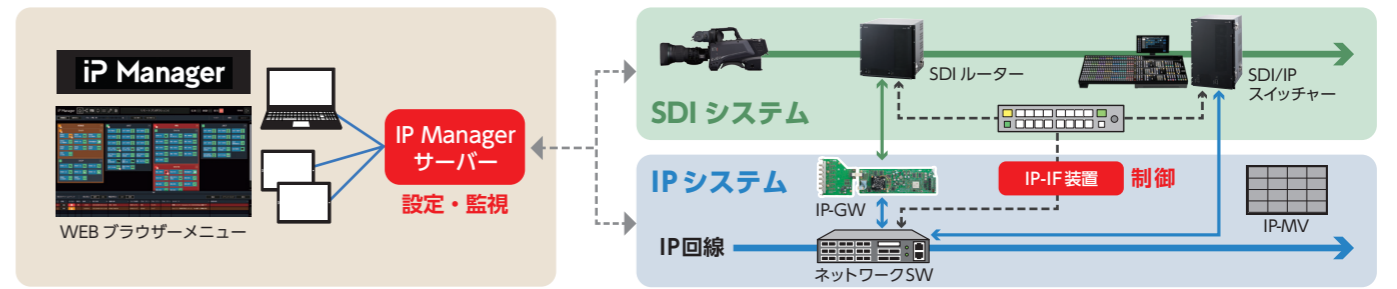 iP Manager
WEB ブラウザーメニュー
IP Manager
サーバー
設定・監視
SDI ルーター
SDI/IP
スイッチャー
SDI システム
IP システム
IP-GW
IP-IF 装置
制御
IP-MV
IP回線
ネットワークSW